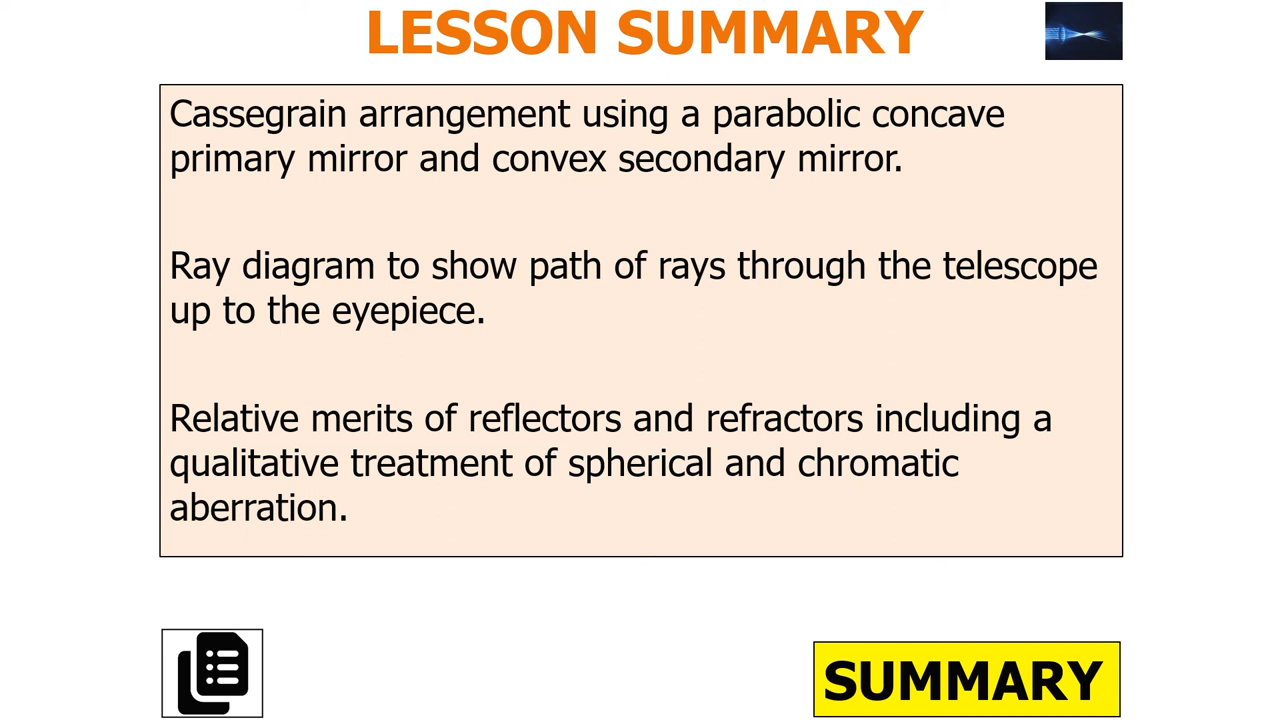 LESSON SUMMARY
Cassegrain arrangement using a parabolic concave
primary mirror and convex secondary mirror.
Ray diagram to show path of rays through the telescope
up to the eyepiece.
Relative merits of reflectors and refractors including a
qualitative treatment of spherical and chromatic
aberration.
SUMMARY